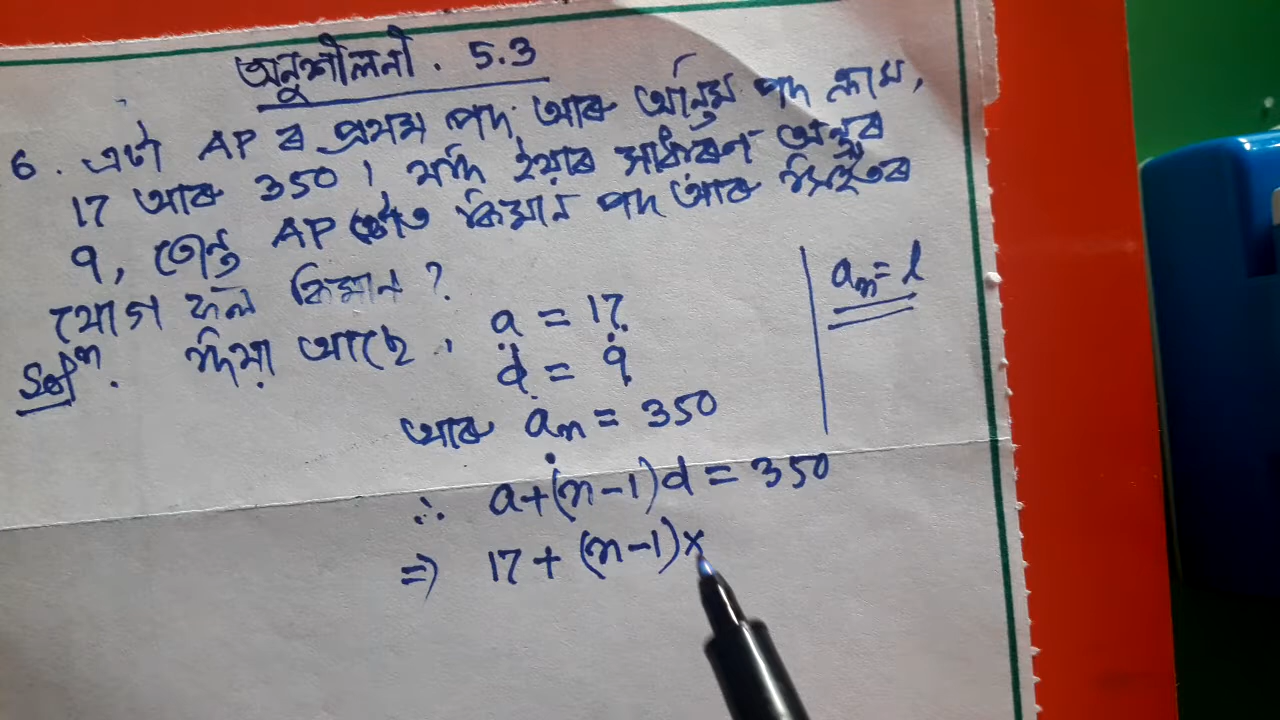 অনুশীলনী. 5.3
6. এটা AP ৰ প্ৰথম পদ আৰু অন্তিম পদ ক্ৰমে,
17 আৰু 350। যদি ইয়াৰ সাধাৰণ অন্তৰ
9, তেন্তে AP টোত কিমান পদ আৰু সিহঁতৰ
যোগ ফল কিমান?
Solⁿ. দিয়া আছে, a = 17
d = 9
আৰু aₙ = 350
∴ a+(n-1)d = 350
⇒ 17+(n-1)×
aₙ = l